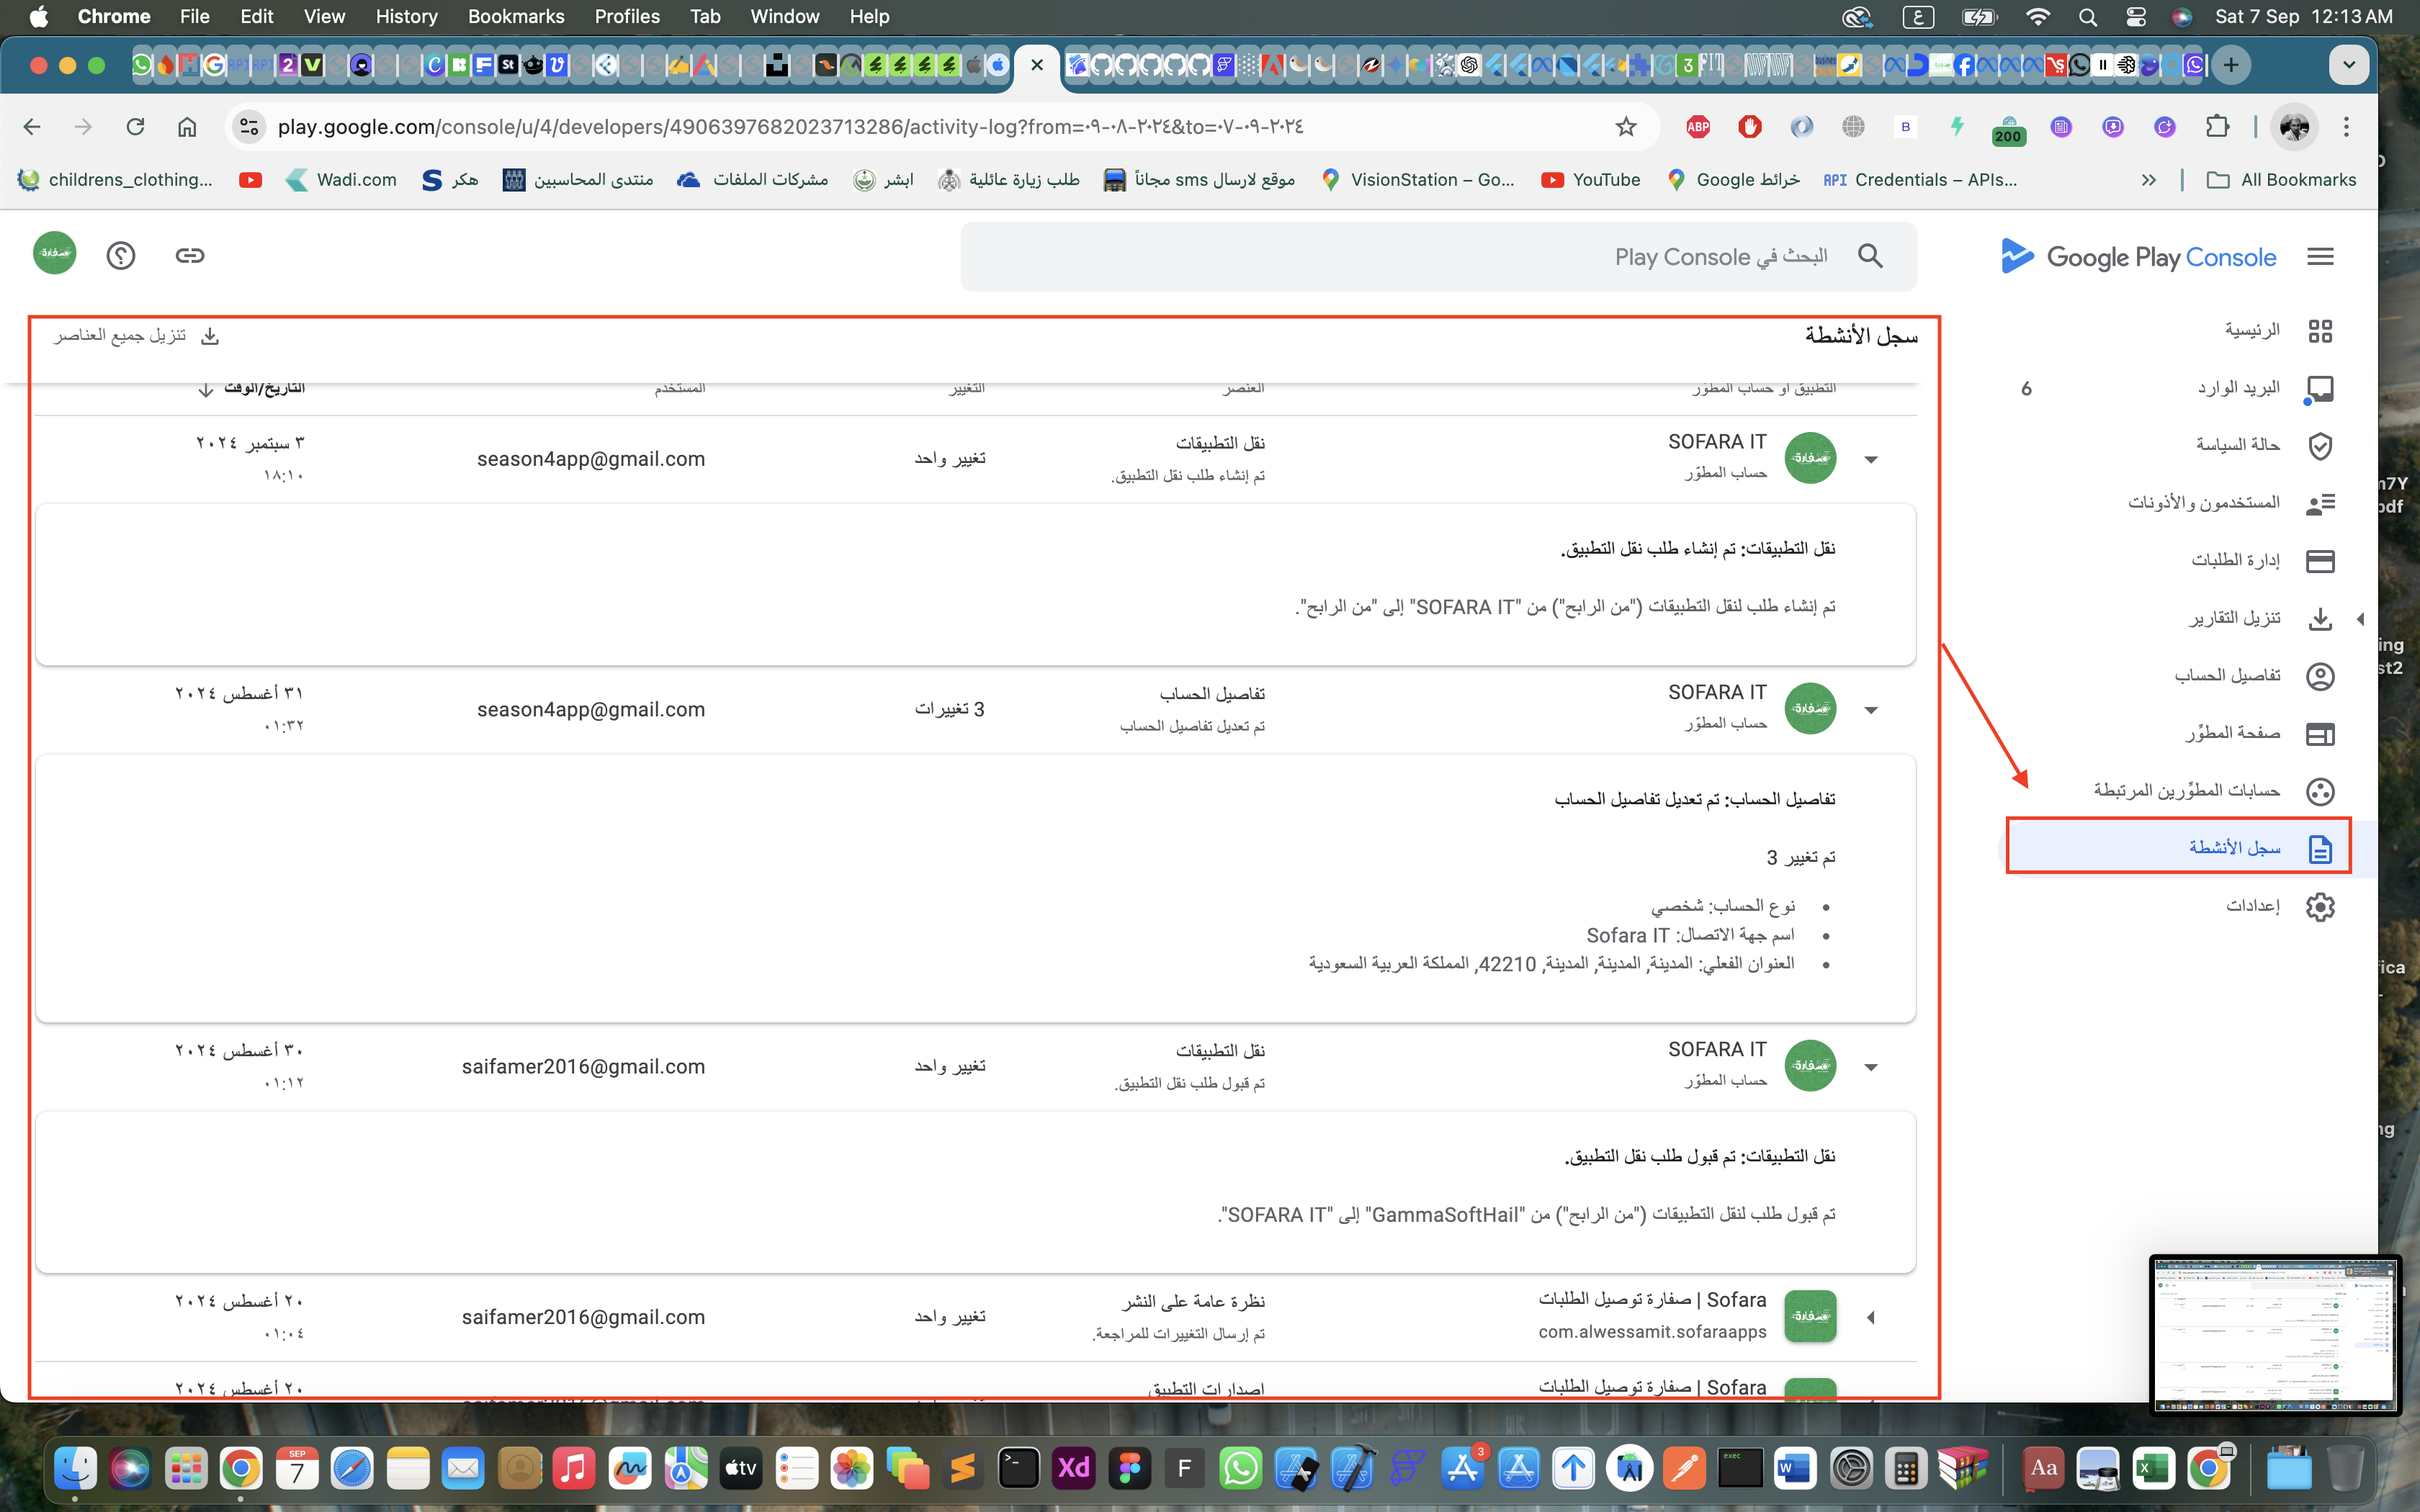 Chrome File Edit View History Bookmarks Profiles Tab Window Help
ع
Sat 7 Sep 12:13 AM
play.google.com/console/u/4/developers/4906397682023713286/activity-log?from=٢٠٢٤-٠٨-٠٩&to=٢٠٢٤-٠٩-٠٧
ABP
B
200
childrens_clothing...
Wadi.com
هكر
منتدى المحاسبين
مشركات الملفات
ابشر
طلب زيارة عائلية
موقع لارسال sms مجاناً
VisionStation – Go...
YouTube
خرائط Google
API Credentials – APIs...
All Bookmarks
Google Play Console
البحث في Play Console
صفارة
سجل الأنشطة
تنزيل جميع العناصر
التطبيق أو حساب المطوّر
العنصر
التغيير
المستخدم
التاريخ/الوقت
SOFARA IT
حساب المطوّر
نقل التطبيقات
تم إنشاء طلب نقل التطبيق.
تغيير واحد
season4app@gmail.com
٣ سبتمبر ٢٠٢٤
١٨:١٠
نقل التطبيقات: تم إنشاء طلب نقل التطبيق.
تم إنشاء طلب لنقل التطبيقات ("من الرابح") من "SOFARA IT" إلى "من الرابح".
SOFARA IT
حساب المطوّر
تفاصيل الحساب
تم تعديل تفاصيل الحساب
3 تغييرات
season4app@gmail.com
٣١ أغسطس ٢٠٢٤
٠١:٣٢
تفاصيل الحساب: تم تعديل تفاصيل الحساب
تم تغيير 3
نوع الحساب: شخصي
اسم جهة الاتصال: Sofara IT
العنوان الفعلي: المدينة, المدينة, المدينة, 42210, المملكة العربية السعودية
SOFARA IT
حساب المطوّر
نقل التطبيقات
تم قبول طلب نقل التطبيق.
تغيير واحد
saifamer2016@gmail.com
٣٠ أغسطس ٢٠٢٤
٠١:١٢
نقل التطبيقات: تم قبول طلب نقل التطبيق.
تم قبول طلب لنقل التطبيقات ("من الرابح") من "GammaSoftHail" إلى "SOFARA IT".
Sofara | صفارة توصيل الطلبات
com.alwessamit.sofaraapps
نظرة عامة على النشر
تم إرسال التغييرات للمراجعة.
تغيير واحد
saifamer2016@gmail.com
٢٠ أغسطس ٢٠٢٤
٠١:٠٤
Sofara | صفارة توصيل الطلبات
إصدارات التطبيق
٢٠ أغسطس ٢٠٢٤
الرئيسية
البريد الوارد
6
حالة السياسة
المستخدمون والأذونات
إدارة الطلبات
تنزيل التقارير
تفاصيل الحساب
صفحة المطوّر
حسابات المطوّرين المرتبطة
سجل الأنشطة
إعدادات
SEP
7
tv
Xd
F
3
exec
W
Aa
X